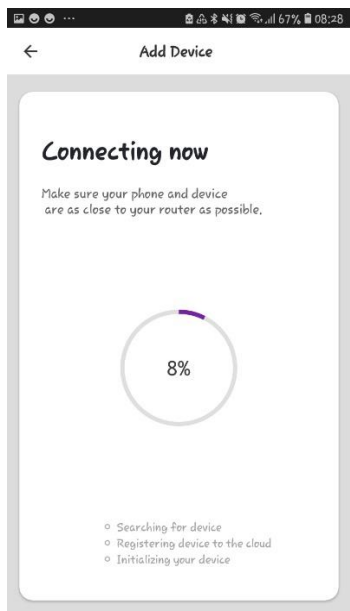 67% 08:28
Add Device
Connecting now
Make sure your phone and device
are as close to your router as possible.
8%
Searching for device
Registering device to the cloud
Initializing your device